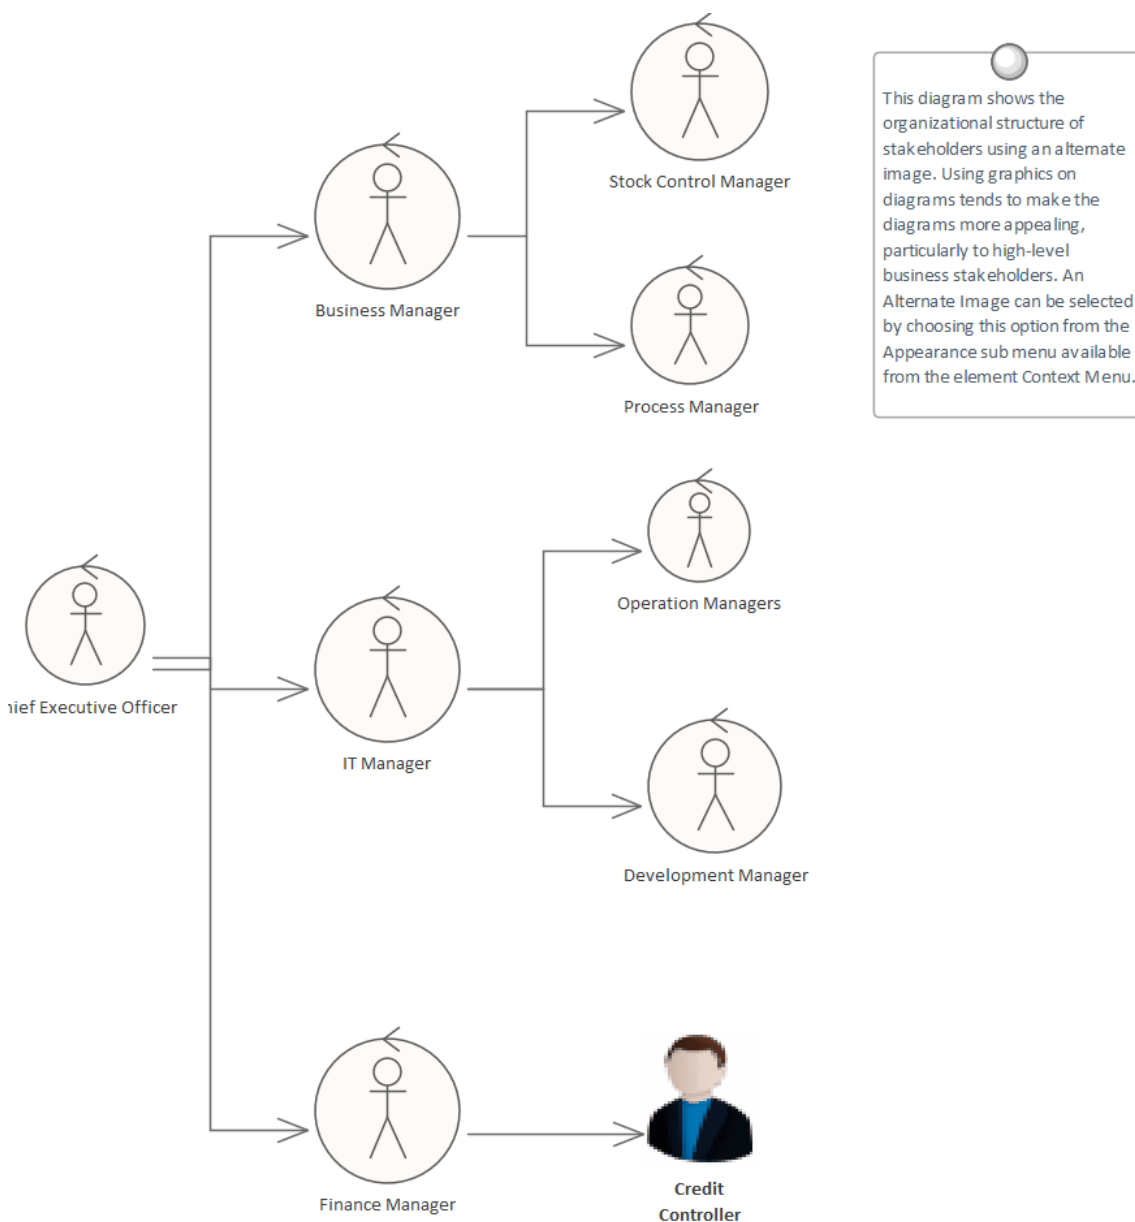 Stock Control Manager
Business Manager
Process Manager
Operation Managers
Executive Officer
IT Manager
Development Manager
Finance Manager
Credit
Controller
This diagram shows the
organizational structure of
stakeholders using an alternate
image. Using graphics on
diagrams tends to make the
diagrams more appealing,
particularly to high-level
business stakeholders. An
Alternate Image can be selected
by choosing this option from the
Appearance sub menu available
from the element Context Menu.